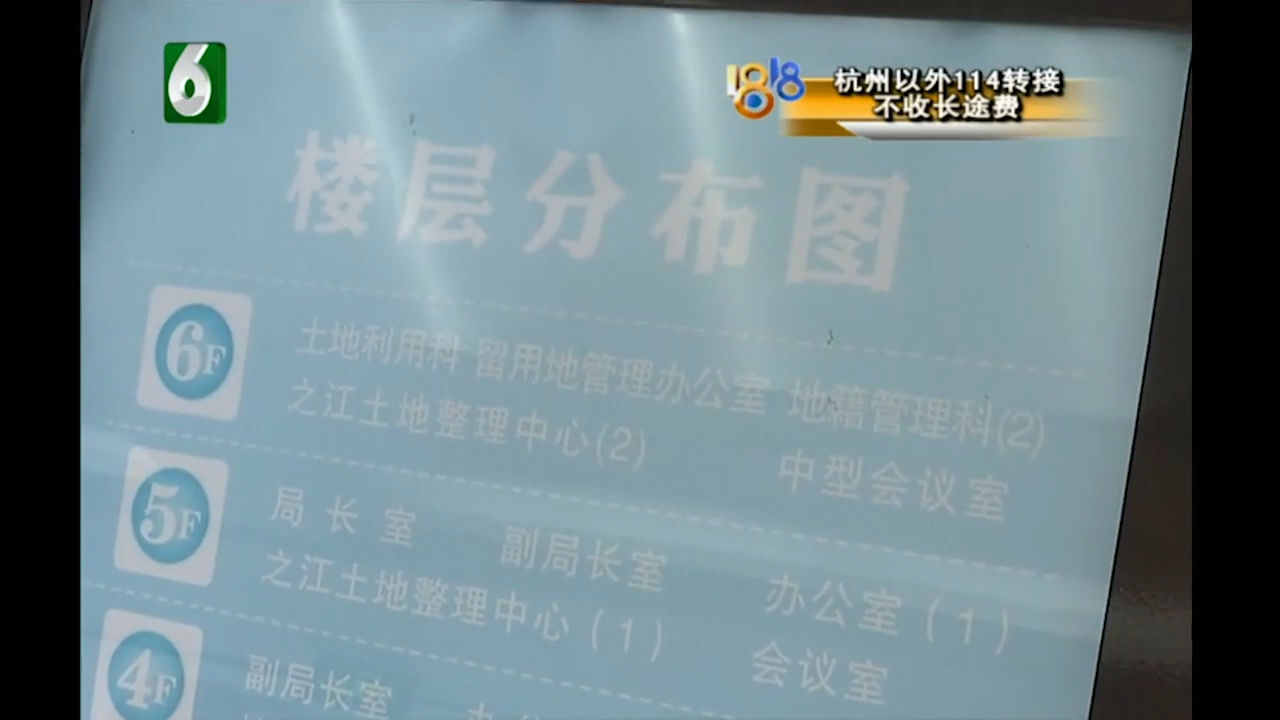 6
1818
杭州以外114转接
不收长途费
楼层分布图
6F
土地利用科 留用地管理办公室 地籍管理科(2)
之江土地整理中心(2) 中型会议室
5F
局长室 副局长室 办公室(1)
之江土地整理中心(1) 会议室
4F
副局长室